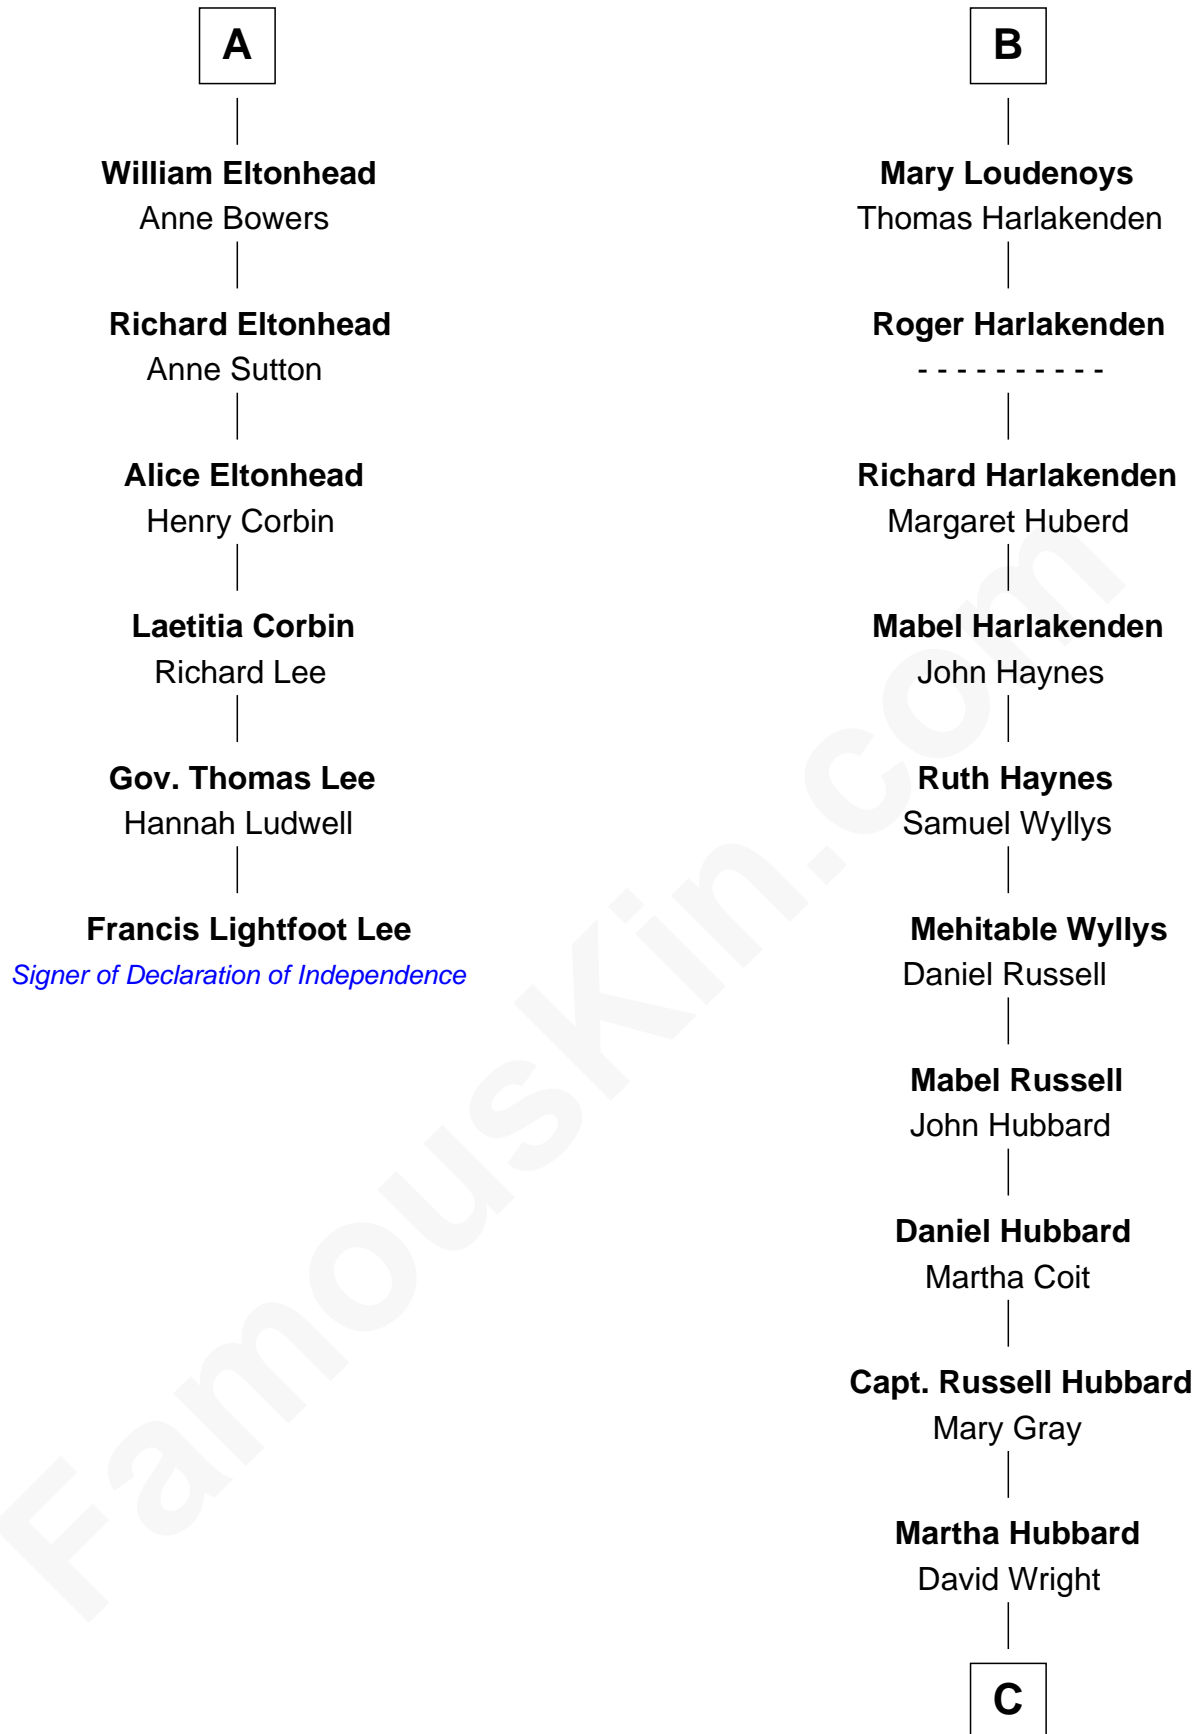 A
William Eltonhead
Anne Bowers
Richard Eltonhead
Anne Sutton
Alice Eltonhead
Henry Corbin
Laetitia Corbin
Richard Lee
Gov. Thomas Lee
Hannah Ludwell
Francis Lightfoot Lee
Signer of Declaration of Independence
B
Mary Loudenoys
Thomas Harlakenden
Roger Harlakenden
- - - - - - - - - -
Richard Harlakenden
Margaret Huberd
Mabel Harlakenden
John Haynes
Ruth Haynes
Samuel Wyllys
Mehitable Wyllys
Daniel Russell
Mabel Russell
John Hubbard
Daniel Hubbard
Martha Coit
Capt. Russell Hubbard
Mary Gray
Martha Hubbard
David Wright
C
FamousKin.com